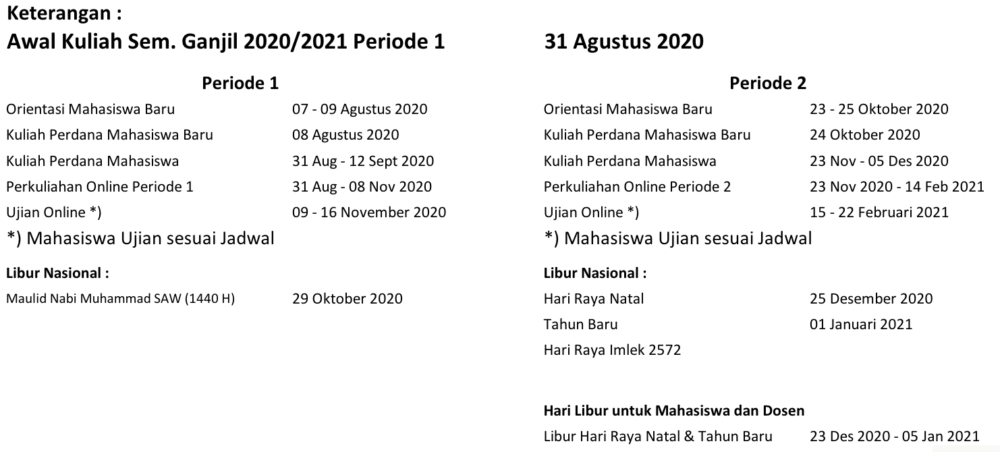 Keterangan :
Awal Kuliah Sem. Ganjil 2020/2021 Periode 1 31 Agustus 2020
Periode 1
Orientasi Mahasiswa Baru 07 - 09 Agustus 2020
Kuliah Perdana Mahasiswa Baru 08 Agustus 2020
Kuliah Perdana Mahasiswa 31 Aug - 12 Sept 2020
Perkuliahan Online Periode 1 31 Aug - 08 Nov 2020
Ujian Online *) 09 - 16 November 2020
*) Mahasiswa Ujian sesuai Jadwal
Libur Nasional :
Maulid Nabi Muhammad SAW (1440 H) 29 Oktober 2020
Periode 2
Orientasi Mahasiswa Baru 23 - 25 Oktober 2020
Kuliah Perdana Mahasiswa Baru 24 Oktober 2020
Kuliah Perdana Mahasiswa 23 Nov - 05 Des 2020
Perkuliahan Online Periode 2 23 Nov 2020 - 14 Feb 2021
Ujian Online *) 15 - 22 Februari 2021
*) Mahasiswa Ujian sesuai Jadwal
Libur Nasional :
Hari Raya Natal 25 Desember 2020
Tahun Baru 01 Januari 2021
Hari Raya Imlek 2572
Hari Libur untuk Mahasiswa dan Dosen
Libur Hari Raya Natal & Tahun Baru 23 Des 2020 - 05 Jan 2021